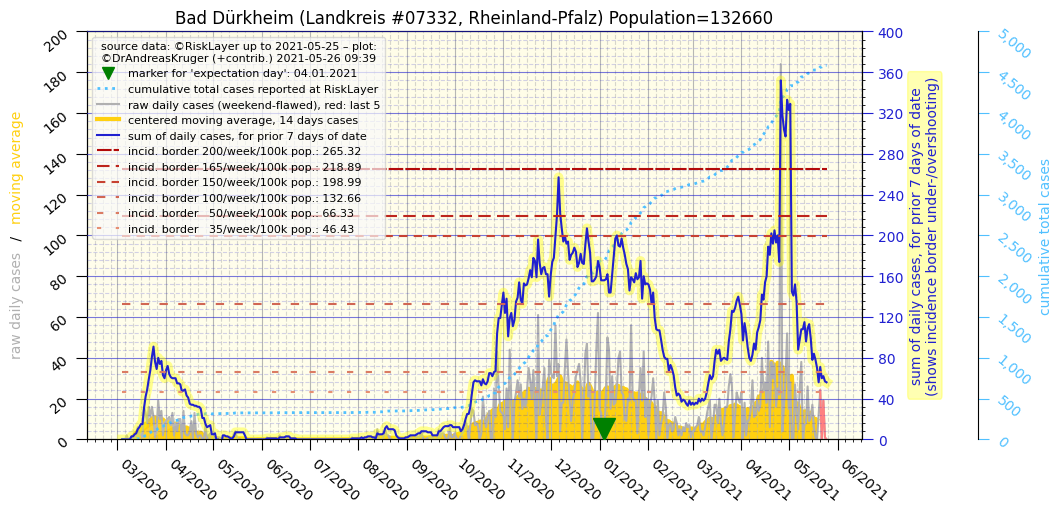 Bad Dürkheim (Landkreis #07332, Rheinland-Pfalz) Population=132660
source data: ©RiskLayer up to 2021-05-25 – plot:
©DrAndreasKruger (+contrib.) 2021-05-26 09:39
marker for 'expectation day': 04.01.2021
cumulative total cases reported at RiskLayer
raw daily cases (weekend-flawed), red: last 5
centered moving average, 14 days cases
sum of daily cases, for prior 7 days of date
incid. border 200/week/100k pop.: 265.32
incid. border 165/week/100k pop.: 218.89
incid. border 150/week/100k pop.: 198.99
incid. border 100/week/100k pop.: 132.66
incid. border 50/week/100k pop.: 66.33
incid. border 35/week/100k pop.: 46.43
raw daily cases / moving average
200
180
160
140
120
100
80
60
40
20
0
03/2020
04/2020
05/2020
06/2020
07/2020
08/2020
09/2020
10/2020
11/2020
12/2020
01/2021
02/2021
03/2021
04/2021
05/2021
06/2021
400
360
320
280
240
200
160
120
80
40
0
sum of daily cases, for prior 7 days of date
(shows incidence border under-/overshooting)
5,000
4,500
4,000
3,500
3,000
2,500
2,000
1,500
1,000
500
0
cumulative total cases